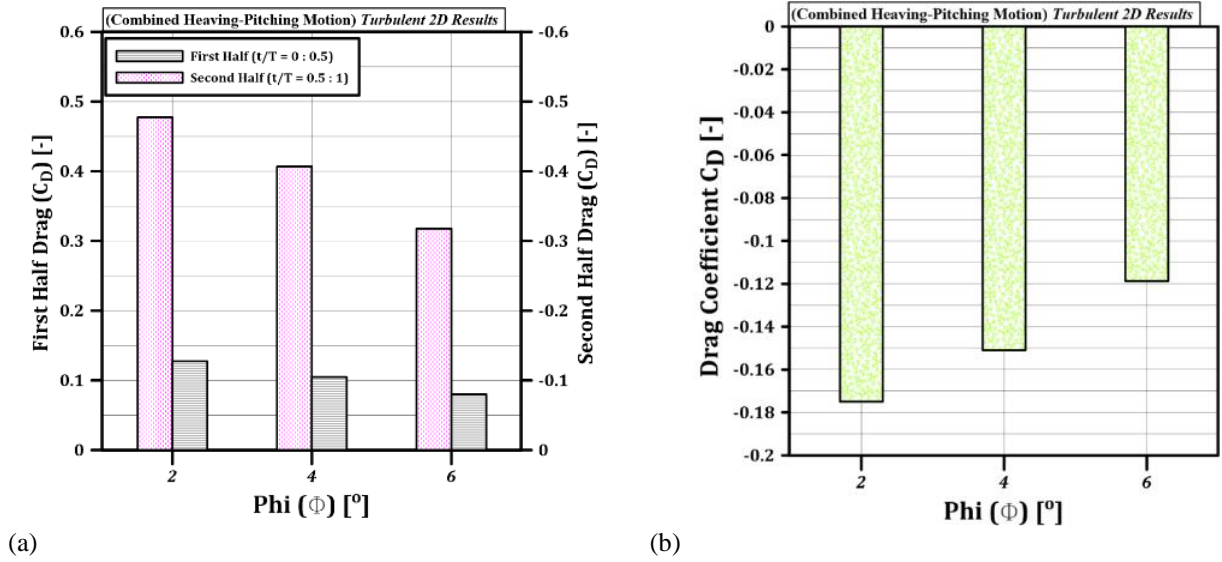 (Combined Heaving-Pitching Motion) Turbulent 2D Results
First Half (t/T = 0 : 0.5)
Second Half (t/T = 0.5 : 1)
First Half Drag (C_D) [-]
0.6
0.5
0.4
0.3
0.2
0.1
0
-0.6
-0.5
-0.4
-0.3
-0.2
-0.1
0
Second Half Drag (C_D) [-]
2 4 6
Phi (Φ) [º]
(a)
(Combined Heaving-Pitching Motion) Turbulent 2D Results
Drag Coefficient C_D [-]
0
-0.02
-0.04
-0.06
-0.08
-0.1
-0.12
-0.14
-0.16
-0.18
-0.2
2 4 6
Phi (Φ) [º]
(b)